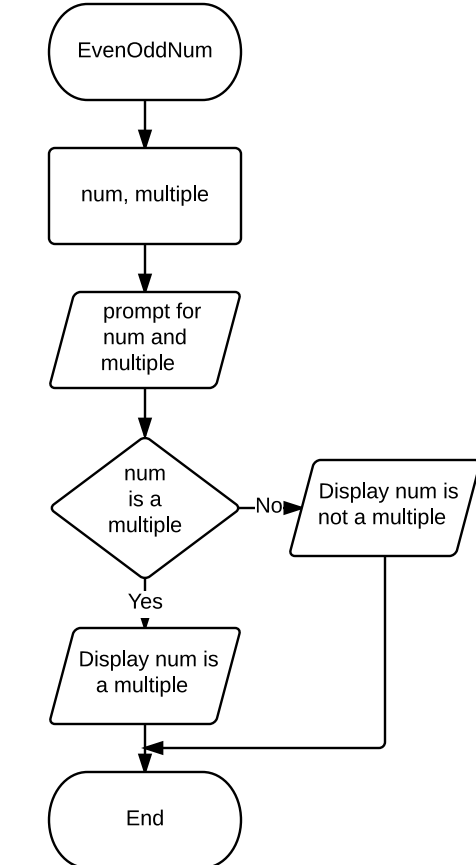 EvenOddNum
num, multiple
prompt for
num and
multiple
num
is a
multiple
No
Display num is
not a multiple
Yes
Display num is
a multiple
End